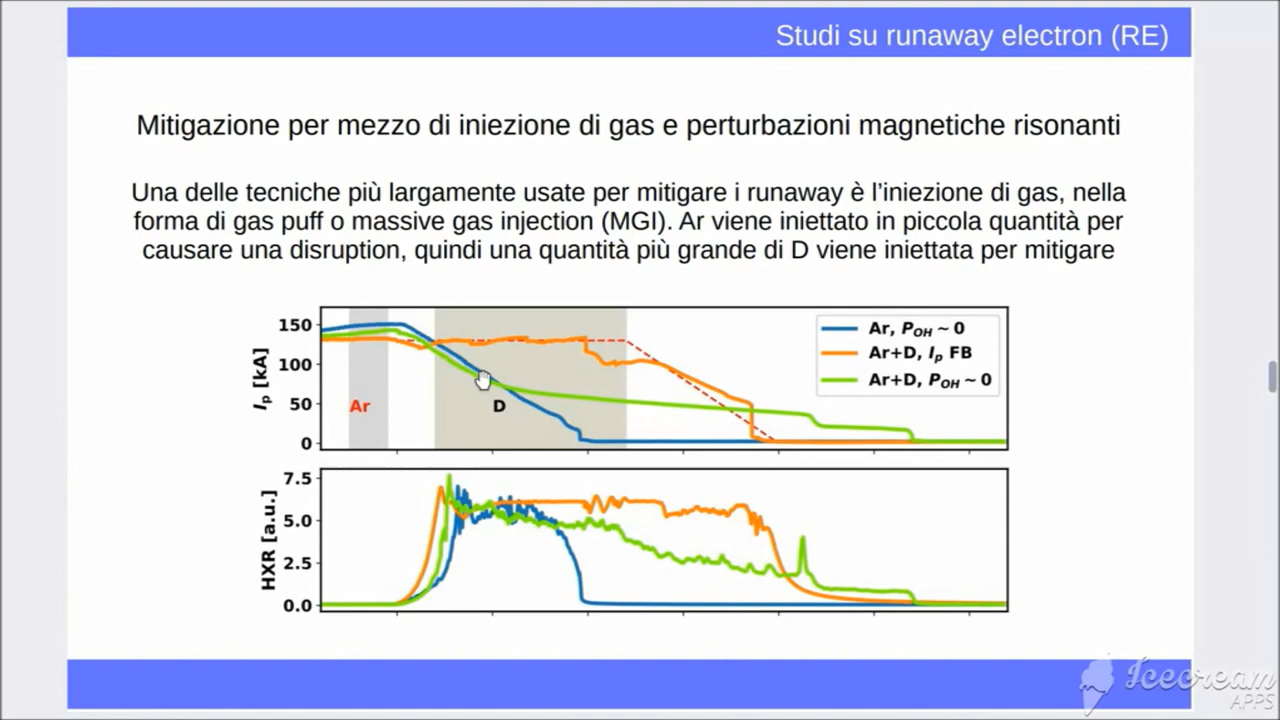 Studi su runaway electron (RE)
Mitigazione per mezzo di iniezione di gas e perturbazioni magnetiche risonanti
Una delle tecniche più largamente usate per mitigare i runaway è l'iniezione di gas, nella
forma di gas puff o massive gas injection (MGI). Ar viene iniettato in piccola quantità per
causare una disruption, quindi una quantità più grande di D viene iniettata per mitigare
150
100
50
0
Ip [kA]
Ar
D
Ar, POH ~ 0
Ar+D, Ip FB
Ar+D, POH ~ 0
7.5
5.0
2.5
0.0
HXR [a.u.]
Icecream
APPS